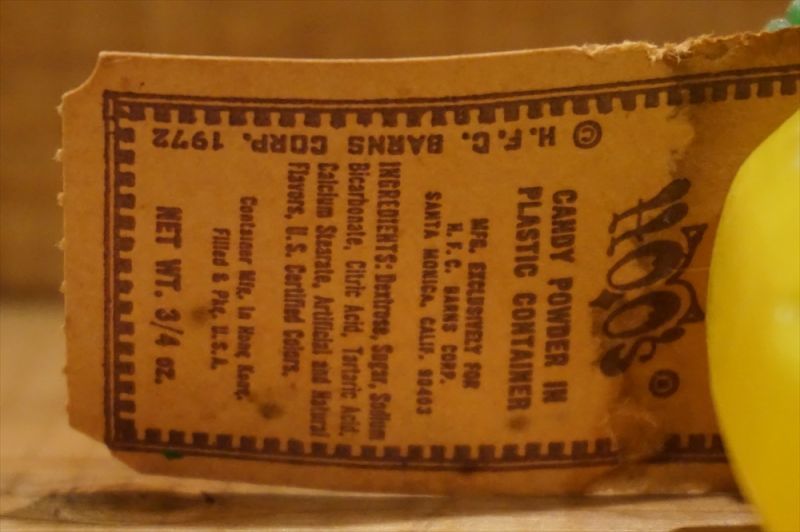 HOO's ©
CANDY POWDER IN
PLASTIC CONTAINER
MFG. EXCLUSIVELY FOR
H. F. C. BARNS CORP.
SANTA MONICA, CALIF. 90403
INGREDIENTS: Dextrose, Sugar, Sodium
Bicarbonate, Citric Acid, Tartaric Acid,
Calcium Stearate, Artificial and Natural
Flavors, U.S. Certified Colors.
Container Mfg. in Hong Kong.
Filled & Pkg. U.S.A.
NET WT. 3/4 oz.
© H.F.C. BARNS CORP. 1972